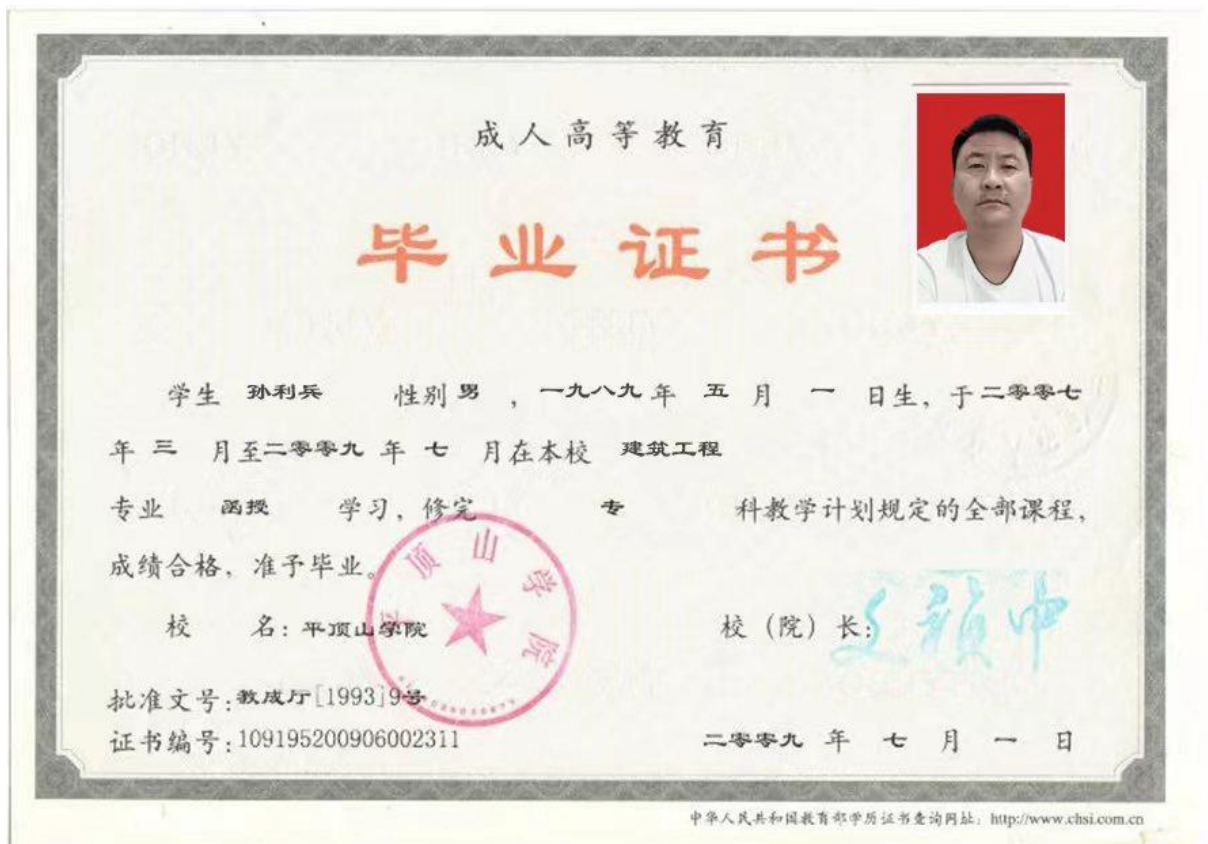 成人高等教育
毕业证书
学生 孙利兵 性别 男 ，一九八九 年 五 月 一 日生，于二零零七
年 三 月至二零零九 年 七 月在本校 建筑工程
专业 函授 学习，修完 专 科教学计划规定的全部课程，
成绩合格，准予毕业。
平顶山学院
校 名：平顶山学院 校（院）长：
批准文号：教成厅[1993]9号
证书编号：109195200906002311 二零零九 年 七 月 一 日
中华人民共和国教育部学历证书查询网址：http://www.chsi.com.cn